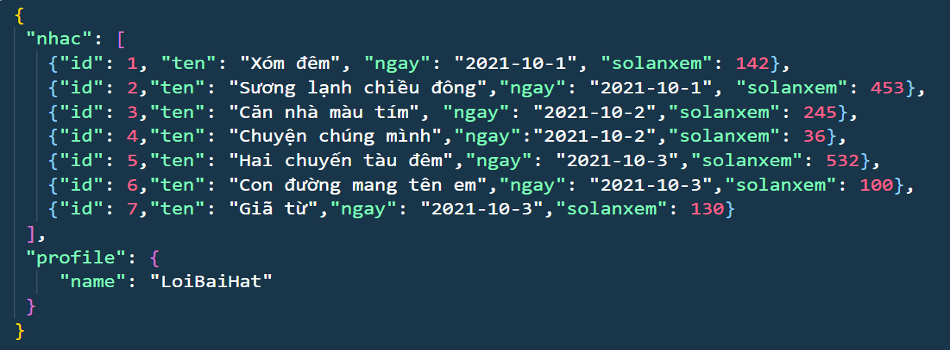 {
"nhac": [
{"id": 1, "ten": "Xóm đêm", "ngay": "2021-10-1", "solanxem": 142},
{"id": 2,"ten": "Sương lạnh chiều đông","ngay": "2021-10-1", "solanxem": 453},
{"id": 3,"ten": "Căn nhà màu tím", "ngay": "2021-10-2","solanxem": 245},
{"id": 4,"ten": "Chuyện chúng mình","ngay":"2021-10-2","solanxem": 36},
{"id": 5,"ten": "Hai chuyến tàu đêm","ngay": "2021-10-3","solanxem": 532},
{"id": 6,"ten": "Con đường mang tên em","ngay": "2021-10-3","solanxem": 100},
{"id": 7,"ten": "Giã từ","ngay": "2021-10-3","solanxem": 130}
],
"profile": {
"name": "LoiBaiHat"
}
}